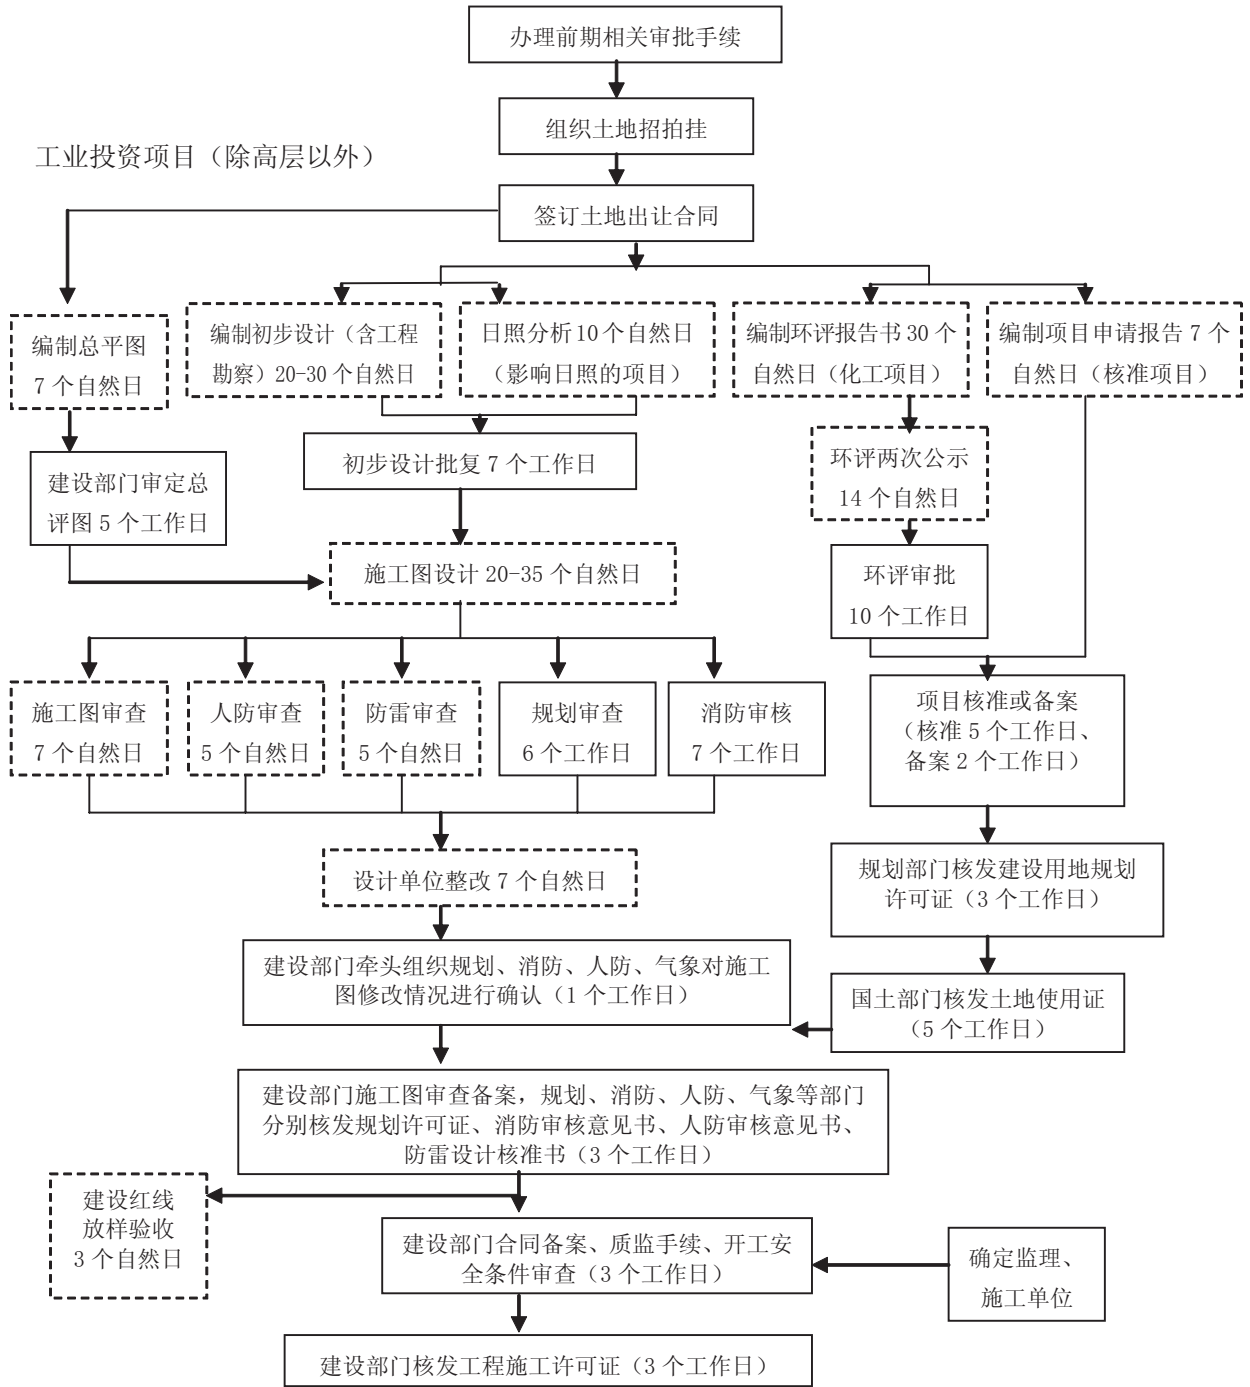 办理前期相关审批手续
组织土地招拍挂
工业投资项目（除高层以外）
签订土地出让合同
编制总平图
7 个自然日
编制初步设计（含工程
勘察）20-30 个自然日
日照分析 10 个自然日
（影响日照的项目）
编制环评报告书 30 个
自然日（化工项目）
编制项目申请报告 7 个
自然日（核准项目）
建设部门审定总
评图 5 个工作日
初步设计批复 7 个工作日
环评两次公示
14 个自然日
施工图设计 20-35 个自然日
环评审批
10 个工作日
施工图审查
7 个自然日
人防审查
5 个自然日
防雷审查
5 个自然日
规划审查
6 个工作日
消防审核
7 个工作日
项目核准或备案
（核准 5 个工作日、
备案 2 个工作日）
设计单位整改 7 个自然日
规划部门核发建设用地规划
许可证（3 个工作日）
建设部门牵头组织规划、消防、人防、气象对施工
图修改情况进行确认（1 个工作日）
国土部门核发土地使用证
（5 个工作日）
建设部门施工图审查备案，规划、消防、人防、气象等部门
分别核发规划许可证、消防审核意见书、人防审核意见书、
防雷设计核准书（3 个工作日）
建设红线
放样验收
3 个自然日
建设部门合同备案、质监手续、开工安
全条件审查（3 个工作日）
确定监理、
施工单位
建设部门核发工程施工许可证（3 个工作日）